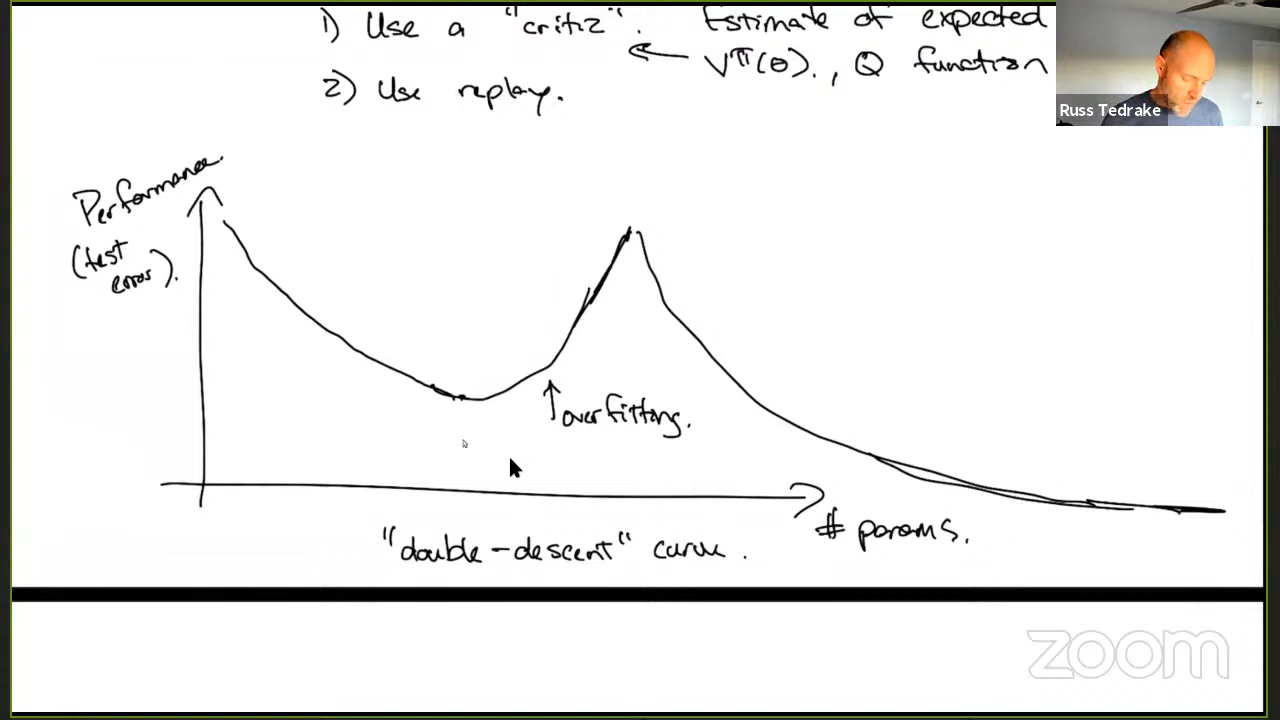 1) Use a "critic". Estimate of expected
Vπ(θ)., Q function
2) Use replay.
Russ Tedrake
Performance.
(test
error).
overfitting.
# params.
"double-descent" curve.
zoom